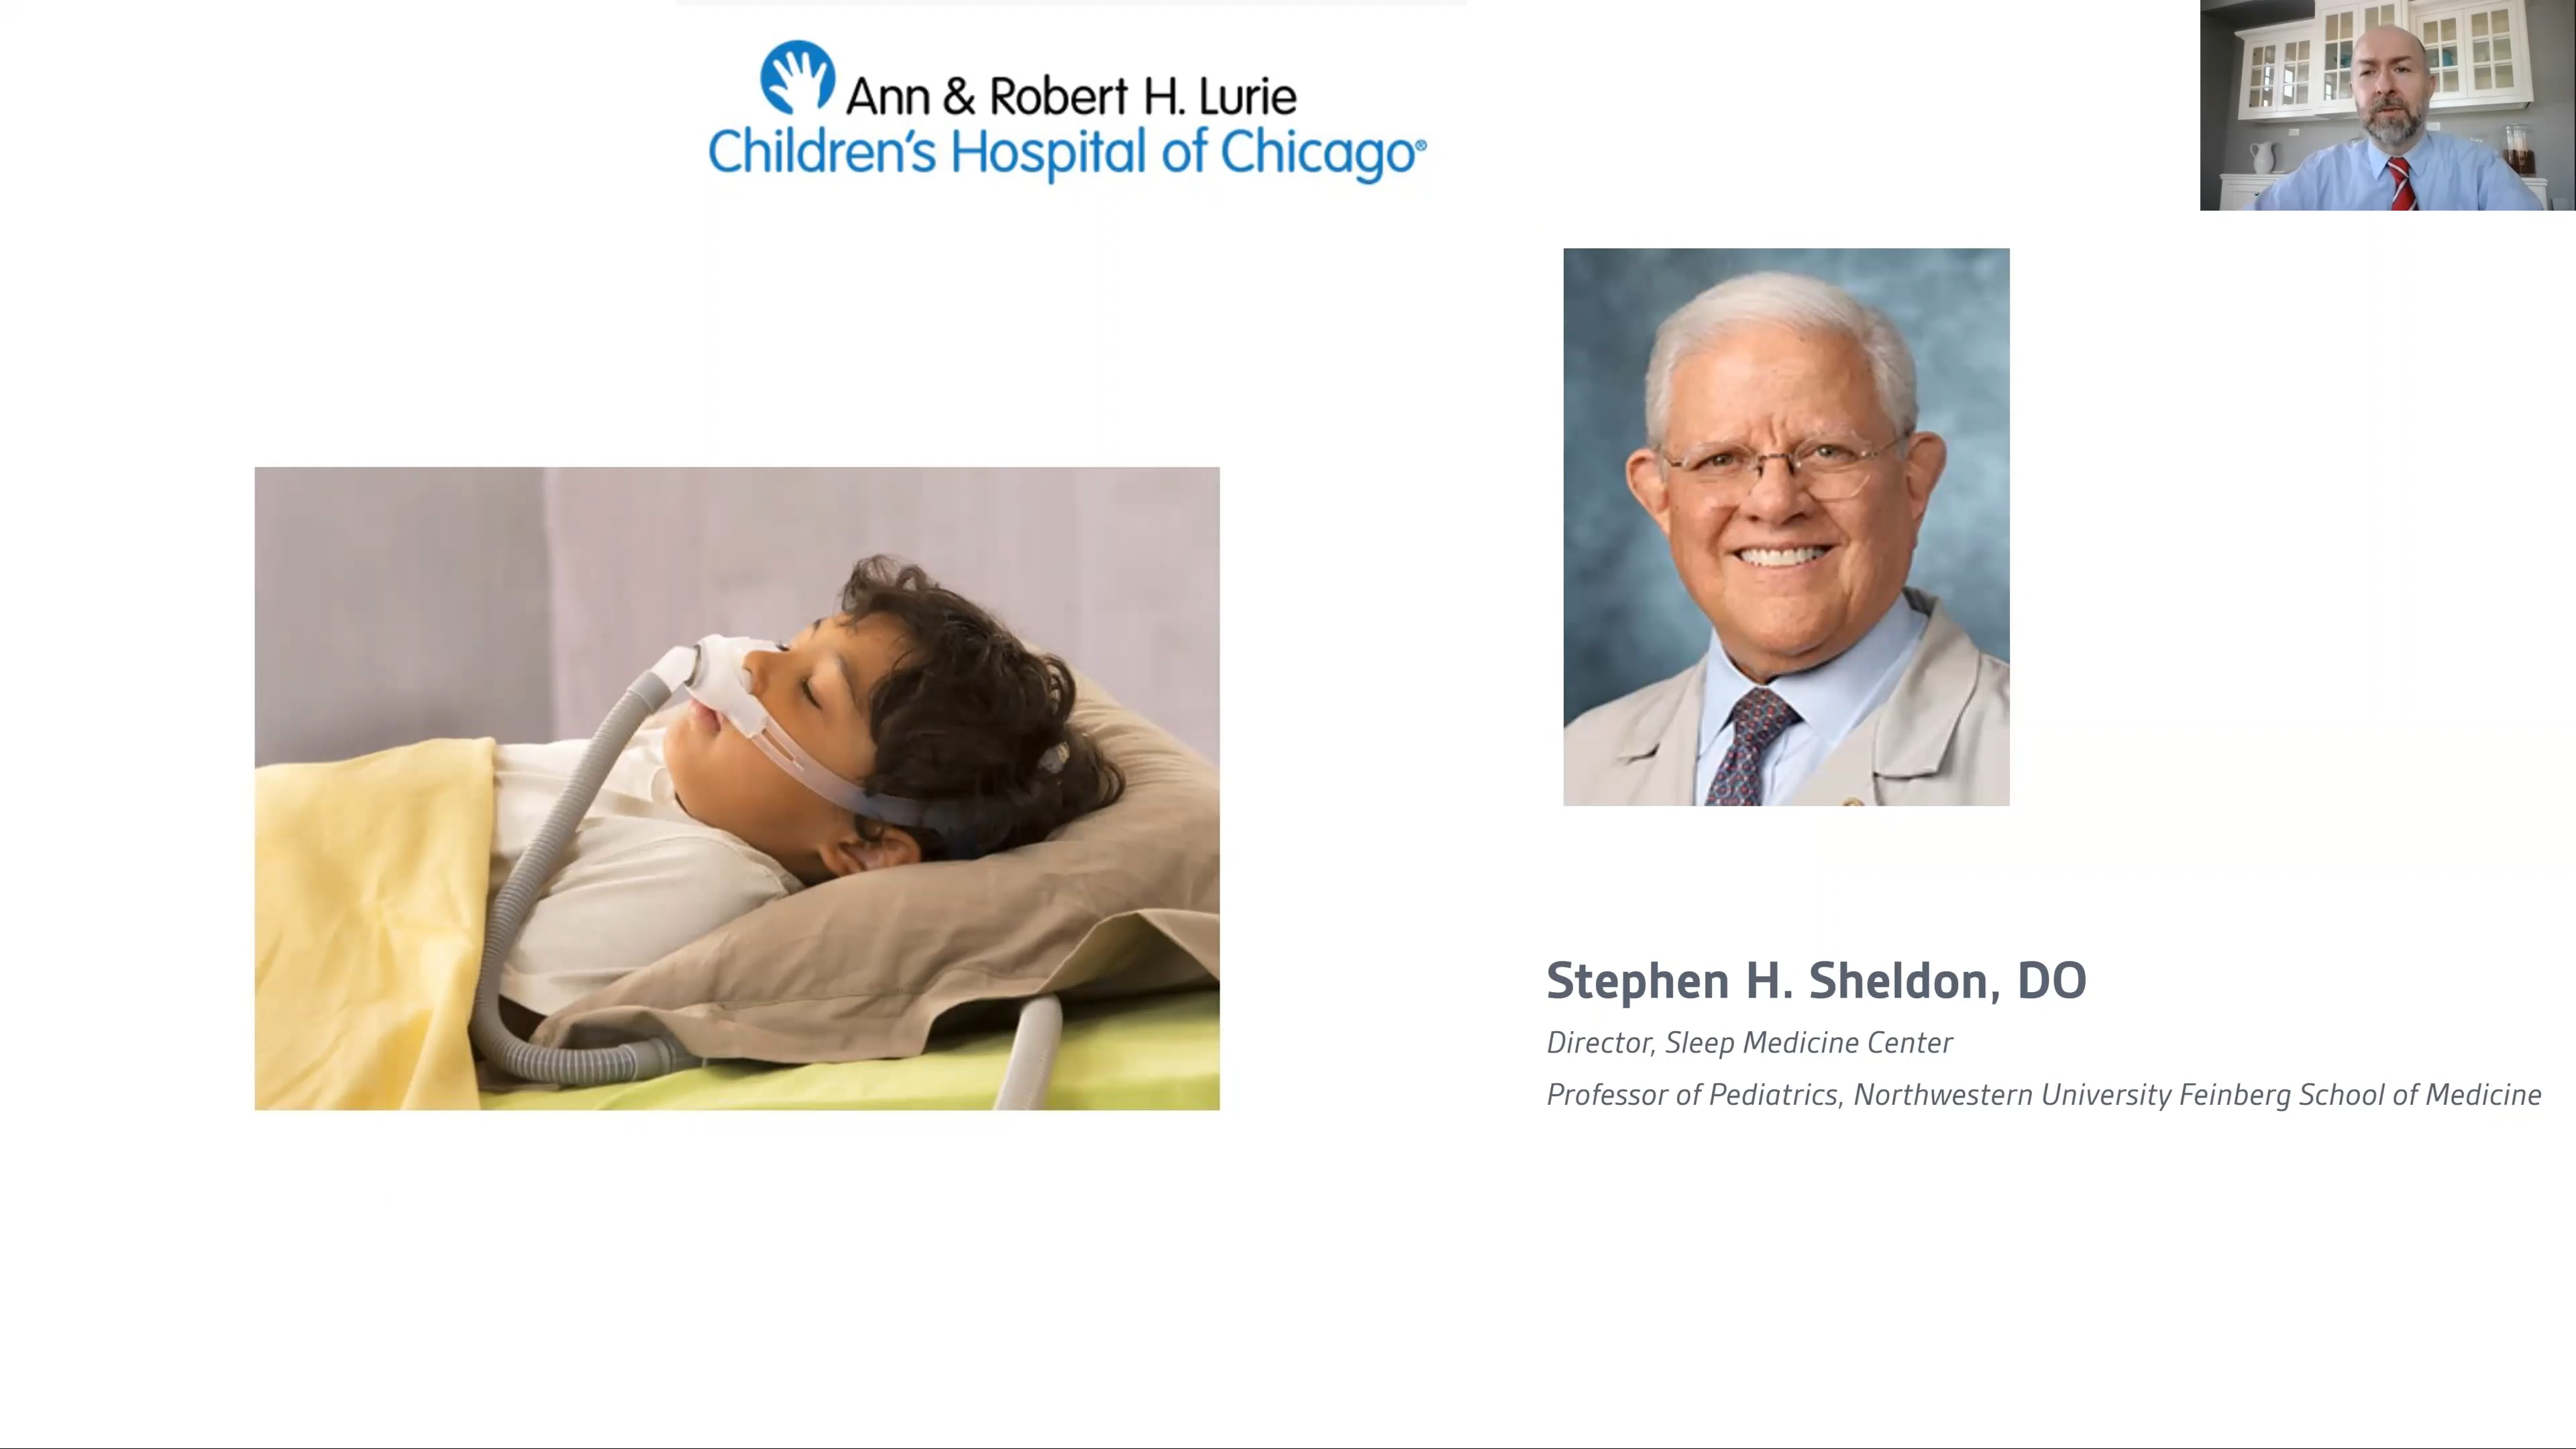 Ann & Robert H. Lurie
Children's Hospital of Chicago®
Stephen H. Sheldon, DO
Director, Sleep Medicine Center
Professor of Pediatrics, Northwestern University Feinberg School of Medicine